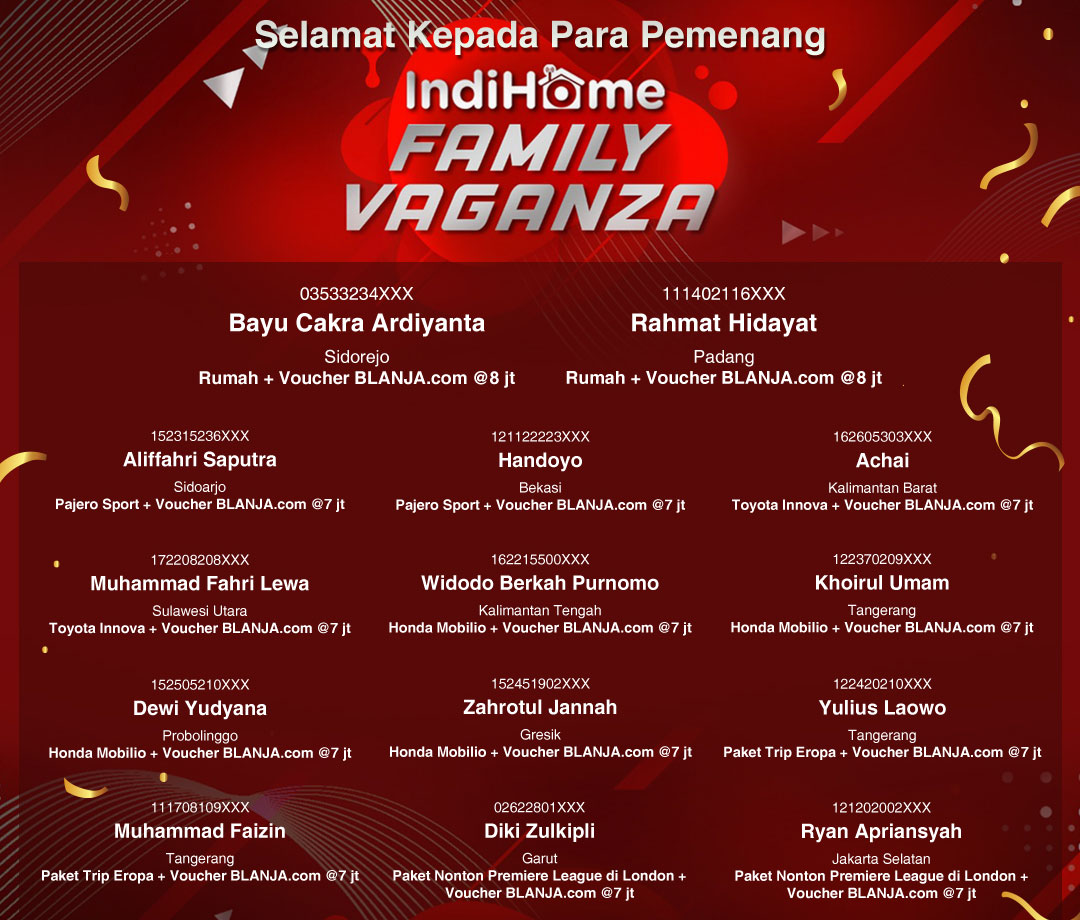 Selamat Kepada Para Pemenang
IndiHome
FAMILY
VAGANZA
03533234XXX
Bayu Cakra Ardiyanta
Sidorejo
Rumah + Voucher BLANJA.com @8 jt
111402116XXX
Rahmat Hidayat
Padang
Rumah + Voucher BLANJA.com @8 jt
152315236XXX
Aliffahri Saputra
Sidoarjo
Pajero Sport + Voucher BLANJA.com @7 jt
121122223XXX
Handoyo
Bekasi
Pajero Sport + Voucher BLANJA.com @7 jt
162605303XXX
Achai
Kalimantan Barat
Toyota Innova + Voucher BLANJA.com @7 jt
172208208XXX
Muhammad Fahri Lewa
Sulawesi Utara
Toyota Innova + Voucher BLANJA.com @7 jt
162215500XXX
Widodo Berkah Purnomo
Kalimantan Tengah
Honda Mobilio + Voucher BLANJA.com @7 jt
122370209XXX
Khoirul Umam
Tangerang
Honda Mobilio + Voucher BLANJA.com @7 jt
152505210XXX
Dewi Yudyana
Probolinggo
Honda Mobilio + Voucher BLANJA.com @7 jt
152451902XXX
Zahrotul Jannah
Gresik
Honda Mobilio + Voucher BLANJA.com @7 jt
122420210XXX
Yulius Laowo
Tangerang
Paket Trip Eropa + Voucher BLANJA.com @7 jt
111708109XXX
Muhammad Faizin
Tangerang
Paket Trip Eropa + Voucher BLANJA.com @7 jt
02622801XXX
Diki Zulkipli
Garut
Paket Nonton Premiere League di London +
Voucher BLANJA.com @7 jt
121202002XXX
Ryan Apriansyah
Jakarta Selatan
Paket Nonton Premiere League di London +
Voucher BLANJA.com @7 jt